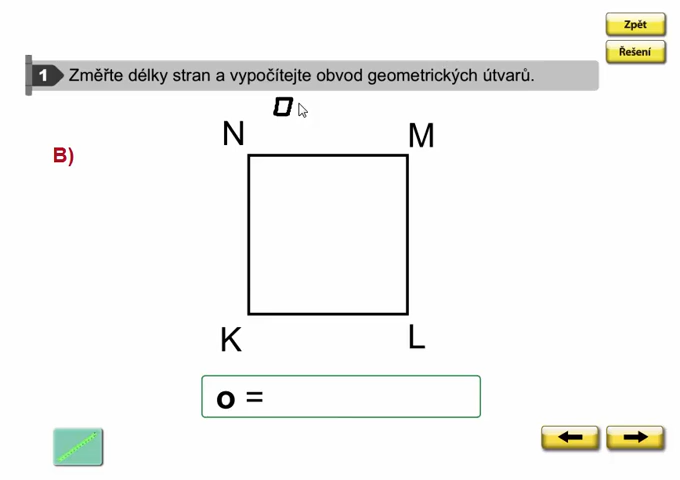 Zpět
Řešení
1 Změřte délky stran a vypočítejte obvod geometrických útvarů.
B)
N M
K L
o =